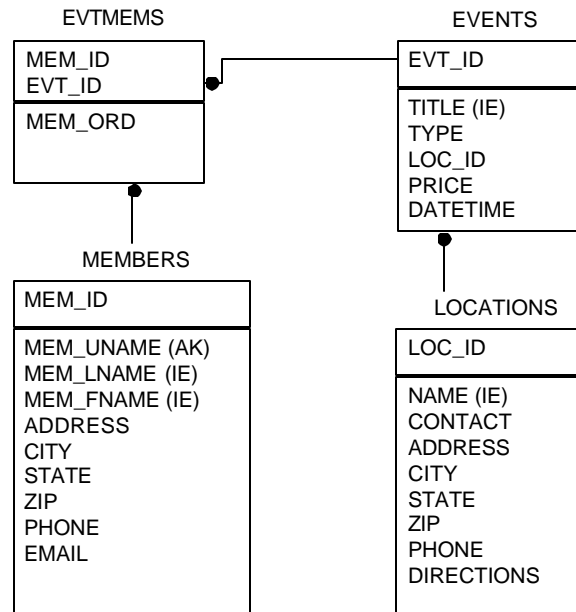 EVTMEMS
MEM_ID
EVT_ID
MEM_ORD
EVENTS
EVT_ID
TITLE (IE)
TYPE
LOC_ID
PRICE
DATETIME
MEMBERS
MEM_ID
MEM_UNAME (AK)
MEM_LNAME (IE)
MEM_FNAME (IE)
ADDRESS
CITY
STATE
ZIP
PHONE
EMAIL
LOCATIONS
LOC_ID
NAME (IE)
CONTACT
ADDRESS
CITY
STATE
ZIP
PHONE
DIRECTIONS